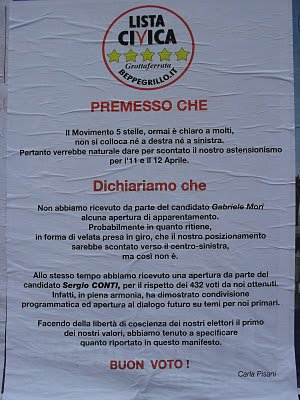 LISTA
CIVICA
Grottaferrata
BEPPEGRILLO.IT
PREMESSO CHE
Il Movimento 5 stelle, ormai è chiaro a molti,
non si colloca né a destra né a sinistra.
Pertanto verrebbe naturale dare per scontato il nostro astensionismo
per l'11 e il 12 Aprile.
Dichiariamo che
Non abbiamo ricevuto da parte del candidato Gabriele Mori
alcuna apertura di apparentamento.
Probabilmente in quanto ritiene,
in forma di velata presa in giro, che il nostro posizionamento
sarebbe scontato verso il centro-sinistra,
ma così non è.
Allo stesso tempo abbiamo ricevuto una apertura da parte del
candidato Sergio CONTI, per il rispetto dei 432 voti da noi ottenuti.
Infatti, in piena armonia, ha dimostrato condivisione
programmatica ed apertura al dialogo futuro su temi per noi primari.
Facendo della libertà di coscienza dei nostri elettori il primo
dei nostri valori, abbiamo tenuto a specificare
quanto riportato in questo manifesto.
BUON VOTO !
Carla Pisani